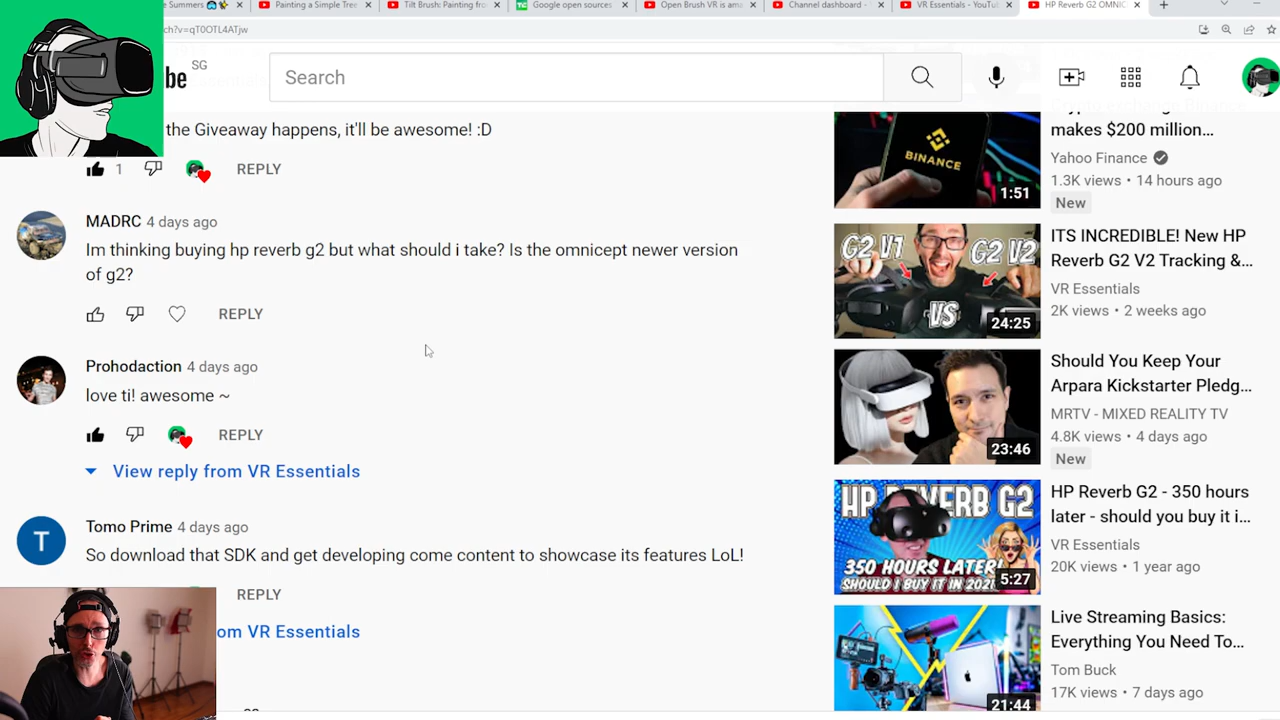 e Summers
Painting a Simple Tree
Tilt Brush: Painting fro
Google open sources
Open Brush VR is ama
Channel dashboard -
VR Essentials - YouTub
HP Reverb G2 OMNIC
ch?v=qT0OTL4ATjw
be SG
Search
the Giveaway happens, it'll be awesome! :D
1 REPLY
MADRC 4 days ago
Im thinking buying hp reverb g2 but what should i take? Is the omnicept newer version
of g2?
REPLY
Prohodaction 4 days ago
love ti! awesome ~
REPLY
View reply from VR Essentials
T
Tomo Prime 4 days ago
So download that SDK and get developing come content to showcase its features LoL!
REPLY
om VR Essentials
BINANCE
1:51
makes $200 million...
Yahoo Finance
1.3K views • 14 hours ago
New
G2 V1
G2 V2
VS
24:25
ITS INCREDIBLE! New HP
Reverb G2 V2 Tracking &...
VR Essentials
2K views • 2 weeks ago
23:46
Should You Keep Your
Arpara Kickstarter Pledg...
MRTV - MIXED REALITY TV
4.8K views • 4 days ago
New
HP REVERB G2
350 HOURS LATER!
SHOULD I BUY IT IN 202
5:27
HP Reverb G2 - 350 hours
later - should you buy it i...
VR Essentials
20K views • 1 year ago
21:44
Live Streaming Basics:
Everything You Need To...
Tom Buck
17K views • 7 days ago